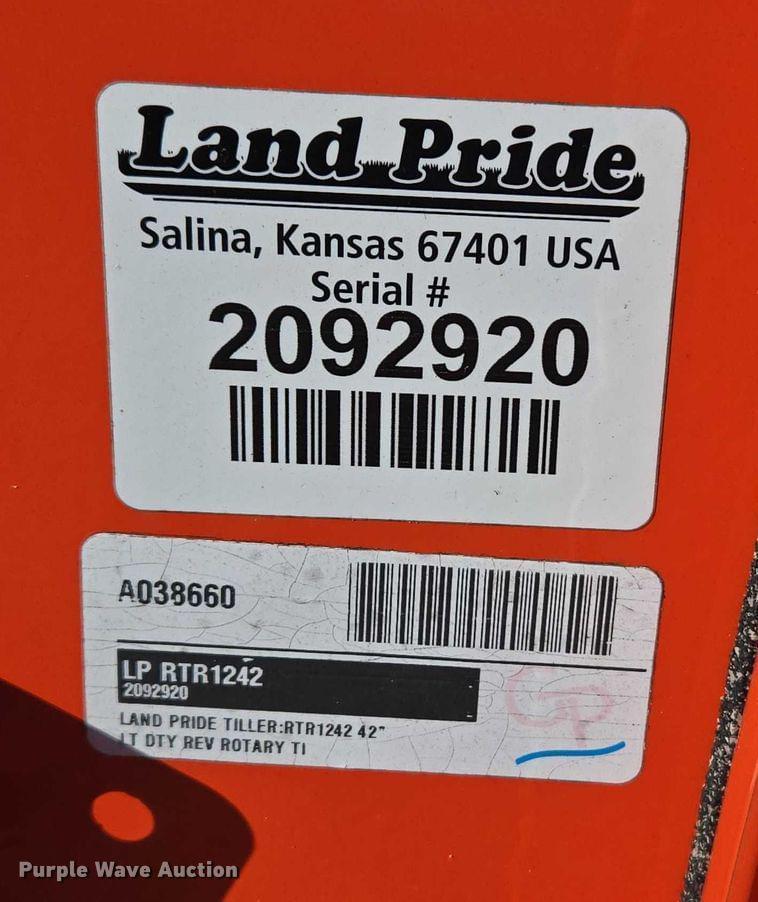 Land Pride
Salina, Kansas 67401 USA
Serial #
2092920
A038660
LP RTR1242
2092920
LAND PRIDE TILLER:RTR1242 42"
LT DTY REV ROTARY TI
Purple Wave Auction